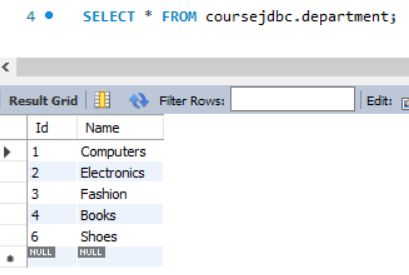 4 SELECT * FROM coursejdbc.department;
Result Grid Filter Rows: Edit:
Id Name
1 Computers
2 Electronics
3 Fashion
4 Books
6 Shoes
NULL NULL